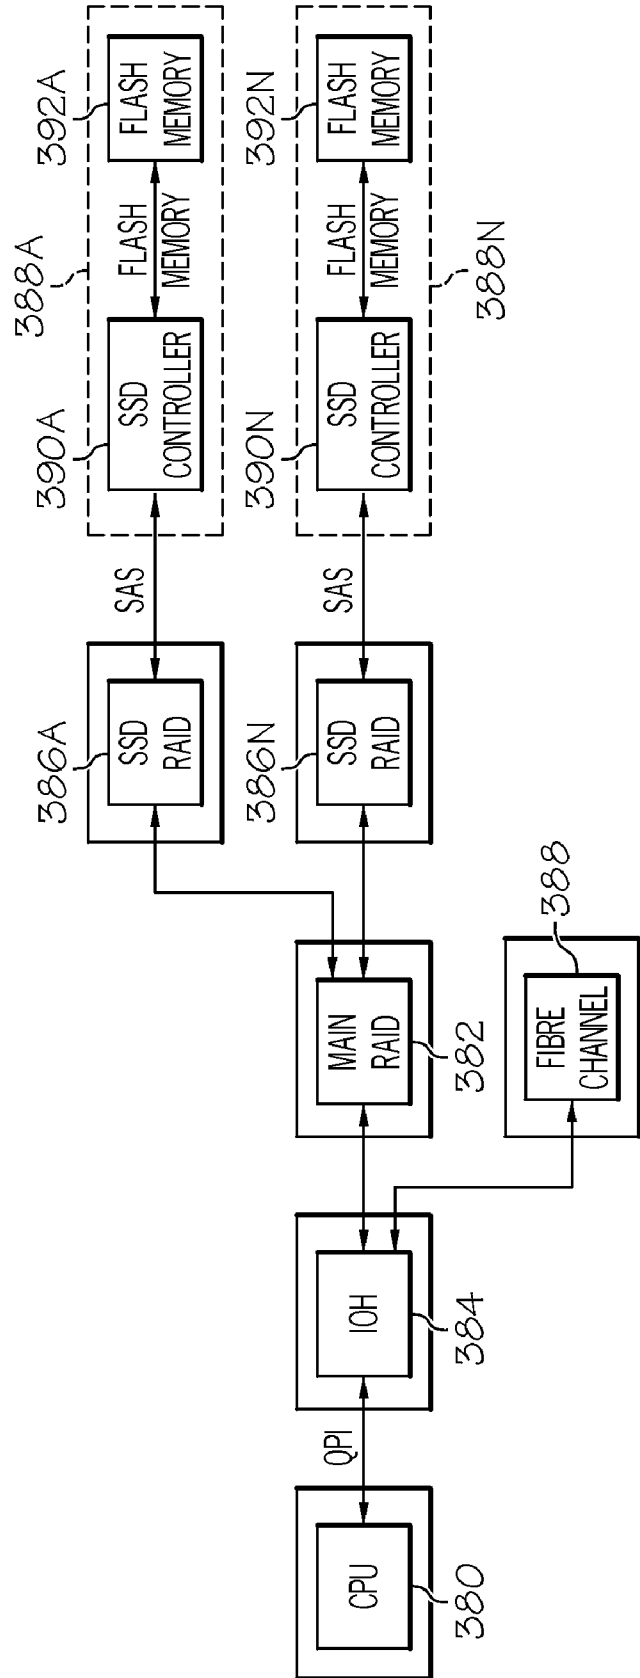 388A
390A
SSD
CONTROLLER
FLASH
MEMORY
392A
FLASH
MEMORY
386A
SSD
RAID
SAS
390N
SSD
CONTROLLER
FLASH
MEMORY
392N
FLASH
MEMORY
388N
386N
SSD
RAID
SAS
CPU
380
QPI
IOH
384
MAIN
RAID
382
FIBRE
CHANNEL
388